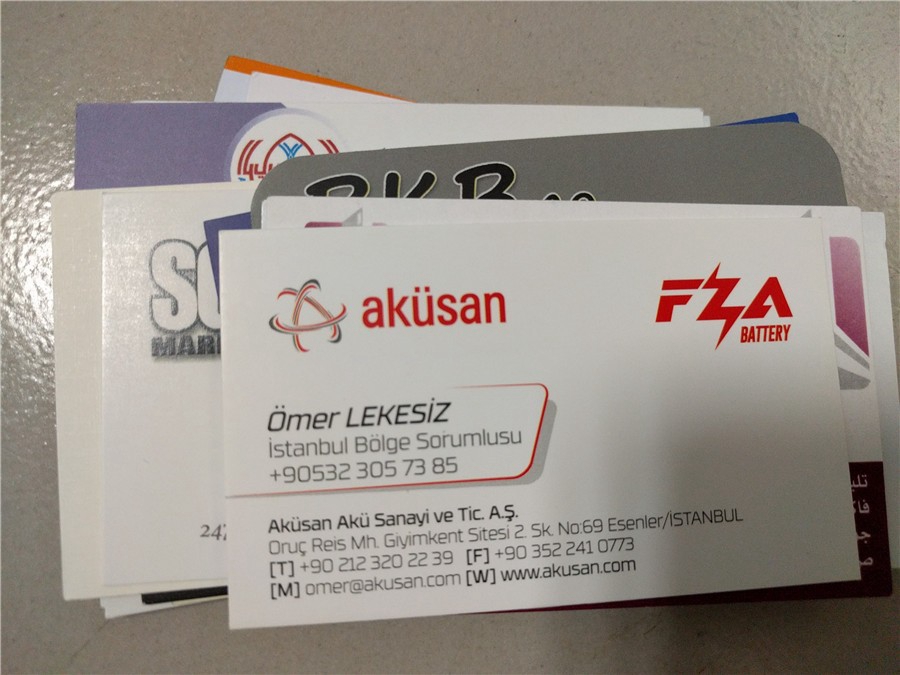 aküsan
FZA
BATTERY
Ömer LEKESİZ
İstanbul Bölge Sorumlusu
+90532 305 73 85
Aküsan Akü Sanayi ve Tic. A.Ş.
Oruç Reis Mh. Giyimkent Sitesi 2. Sk. No:69 Esenler/İSTANBUL
[T] +90 212 320 22 39 [F] +90 352 241 0773
[M] omer@akusan.com [W] www.akusan.com
247